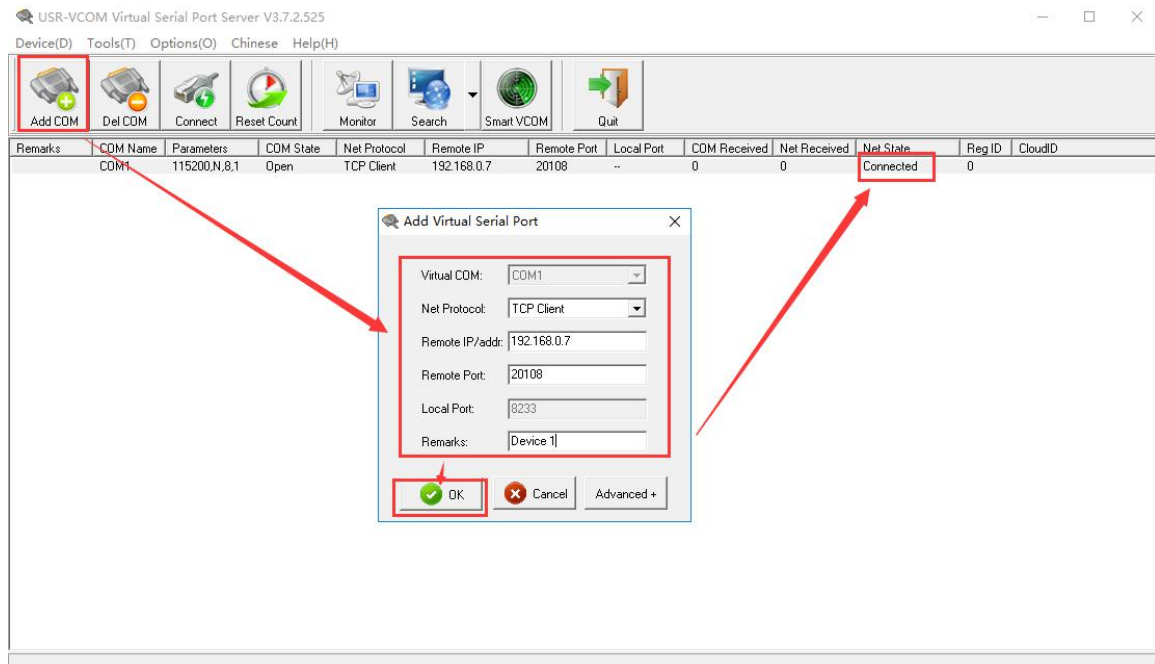 USR-VCOM Virtual Serial Port Server V3.7.2.525
Device(D) Tools(T) Options(O) Chinese Help(H)
Add COM Del COM Connect Reset Count Monitor Search Smart VCOM Quit
Remarks COM Name Parameters COM State Net Protocol Remote IP Remote Port Local Port COM Received Net Received Net State Reg ID CloudID
COM1 115200,N,8,1 Open TCP Client 192.168.0.7 20108 -- 0 0 Connected 0
Add Virtual Serial Port
Virtual COM: COM1
Net Protocol: TCP Client
Remote IP/addr: 192.168.0.7
Remote Port: 20108
Local Port: 8233
Remarks: Device 1
OK Cancel Advanced +